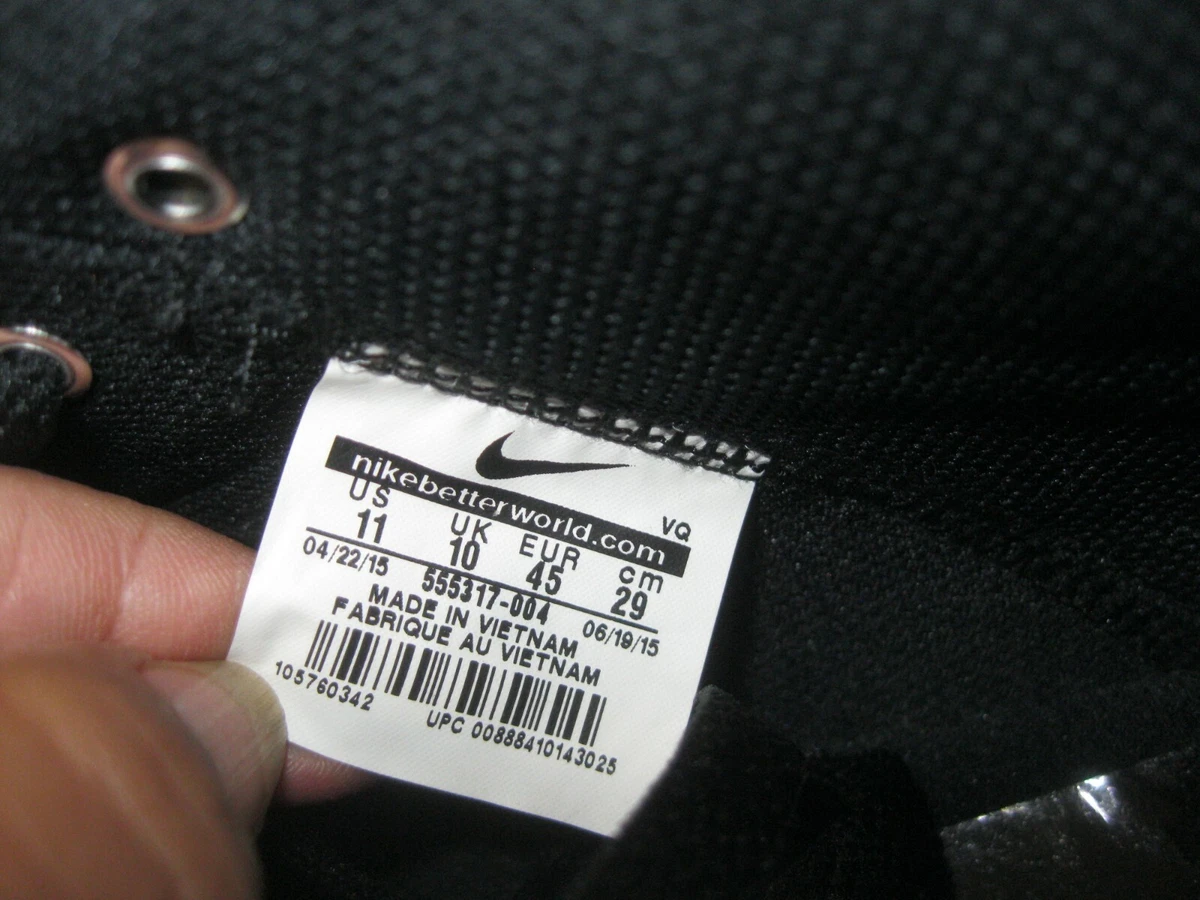 nikebetterworld.com
VQ
US UK EUR cm
11 10 45 29
04/22/15 555317-004 06/19/15
MADE IN VIETNAM
FABRIQUE AU VIETNAM
105760342
UPC 00888410143025